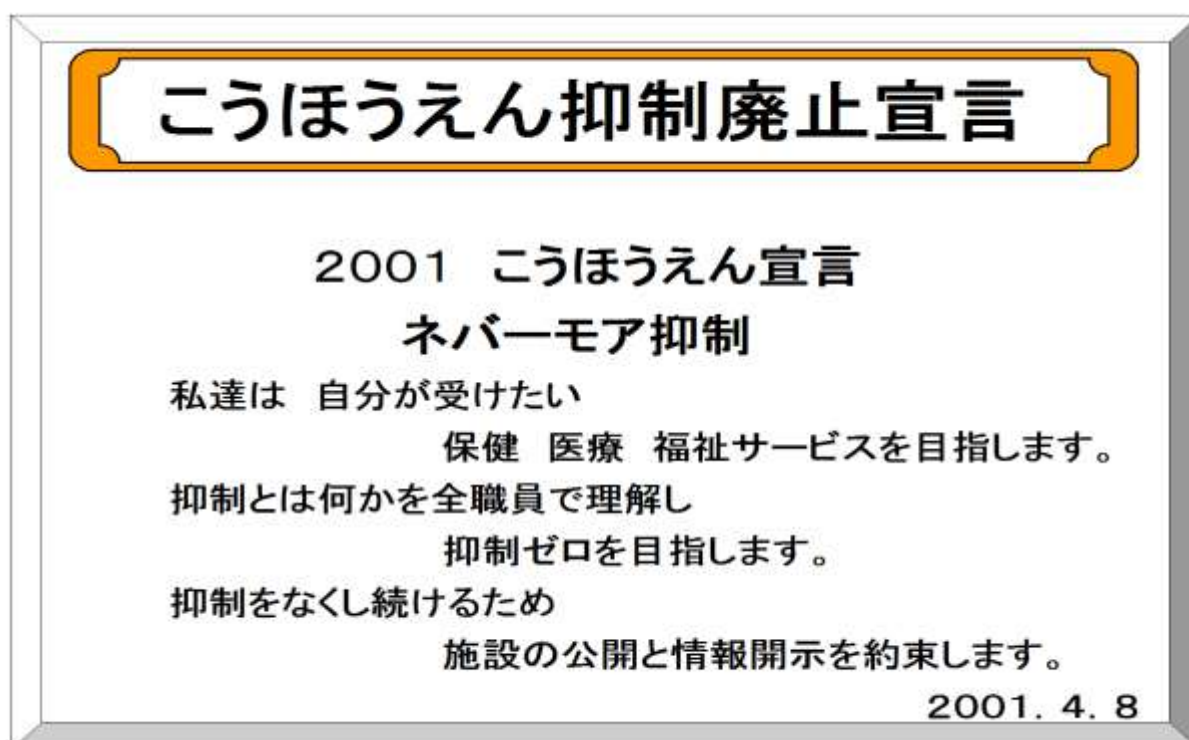 こうほうえん抑制廃止宣言
2001 こうほうえん宣言
ネバーモア抑制
私達は 自分が受けたい
保健 医療 福祉サービスを目指します。
抑制とは何かを全職員で理解し
抑制ゼロを目指します。
抑制をなくし続けるため
施設の公開と情報開示を約束します。
2001. 4. 8